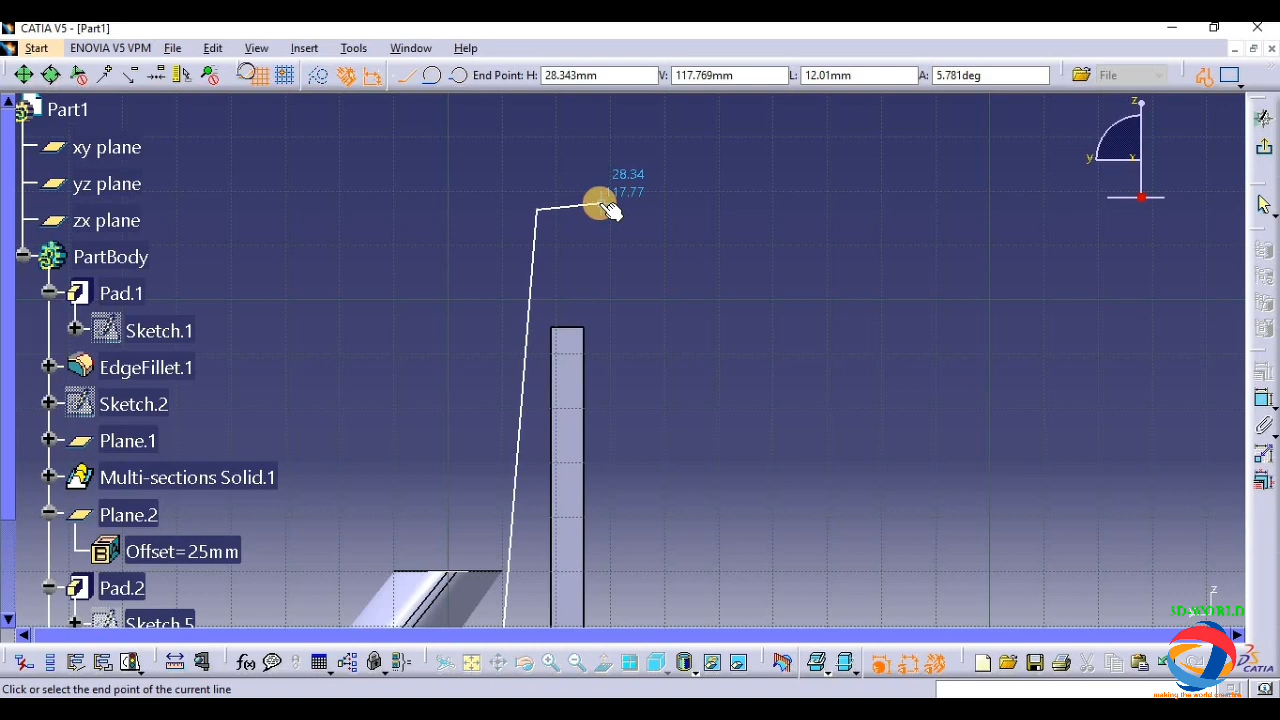 CATIA V5 - [Part1]
Start ENOVIA V5 VPM File Edit View Insert Tools Window Help
End Point: H: 28.343mm V: 117.769mm L: 12.01mm A: 5.781deg File
Part1
xy plane
yz plane
zx plane
PartBody
Pad.1
Sketch.1
EdgeFillet.1
Sketch.2
Plane.1
Multi-sections Solid.1
Plane.2
Offset=25mm
Pad.2
Sketch.5
28.34
117.77
z
y x
z
3D WORLD
f(x)
CATIA
Click or select the end point of the current line